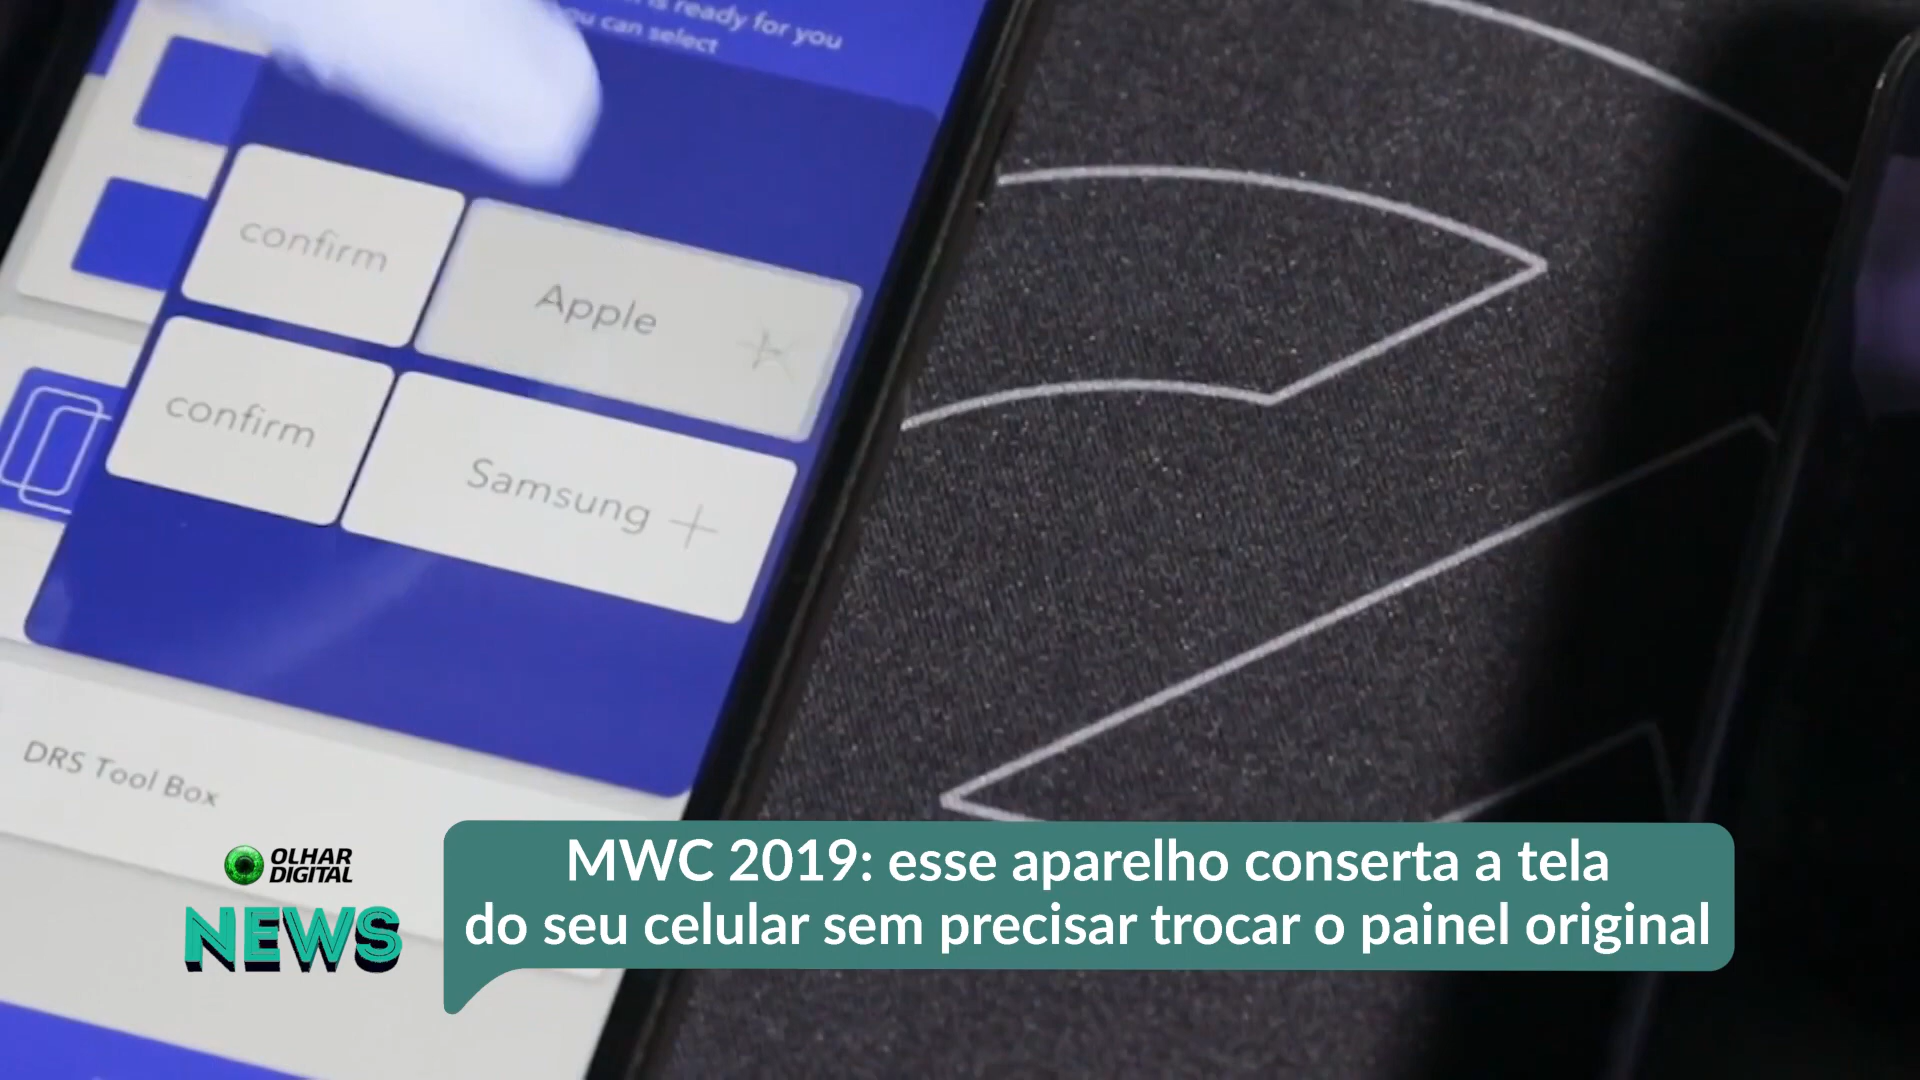 is ready for you
you can select
confirm
Apple
confirm
Samsung
DRS Tool Box
OLHAR
DIGITAL
NEWS
MWC 2019: esse aparelho conserta a tela
do seu celular sem precisar trocar o painel original